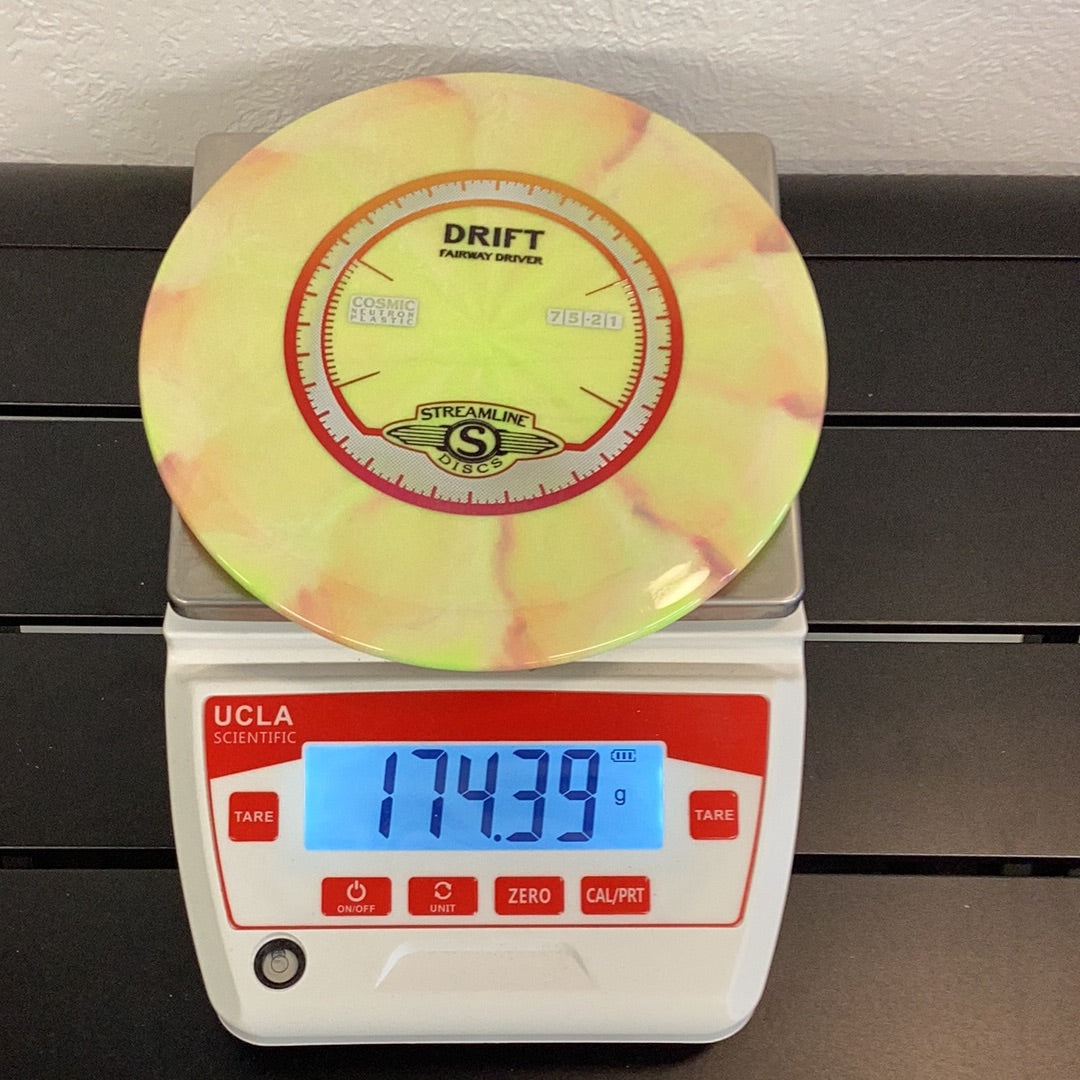 DRIFT
FAIRWAY DRIVER
COSMIC
NEUTRON
PLASTIC
7|5|-2|1
STREAMLINE
S
DISCS
UCLA
SCIENTIFIC
174.39 g
TARE
TARE
ON/OFF
UNIT
ZERO
CAL/PRT